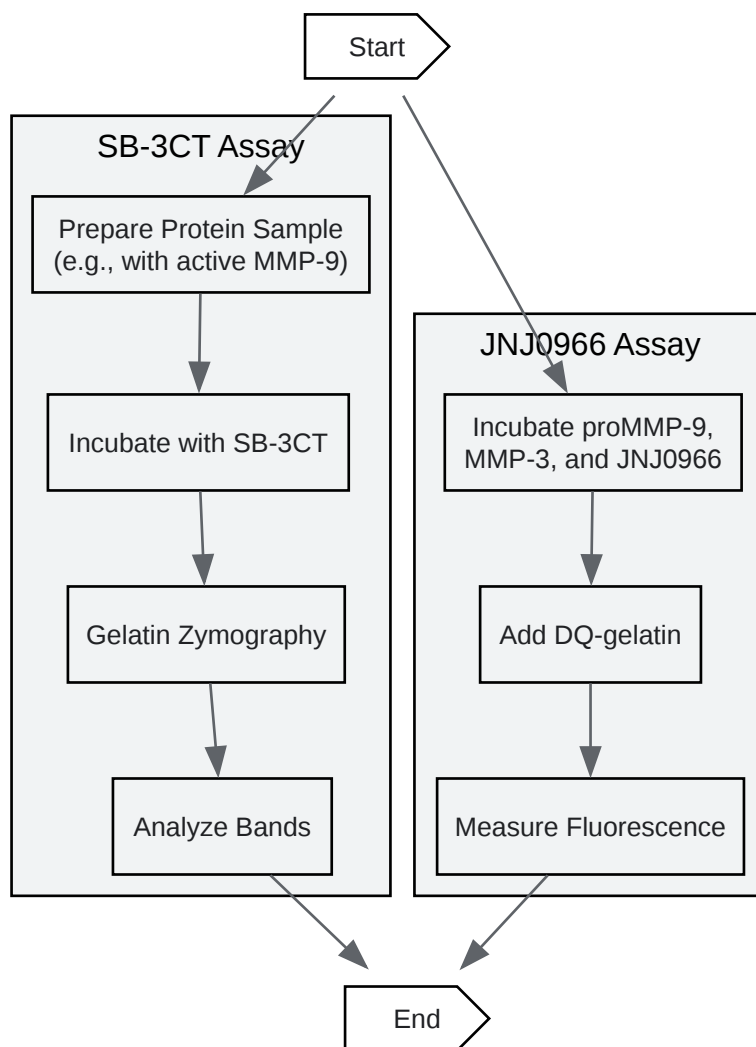 Start
SB-3CT Assay
Prepare Protein Sample
(e.g., with active MMP-9)
Incubate with SB-3CT
Gelatin Zymography
Analyze Bands
JNJ0966 Assay
Incubate proMMP-9,
MMP-3, and JNJ0966
Add DQ-gelatin
Measure Fluorescence
End